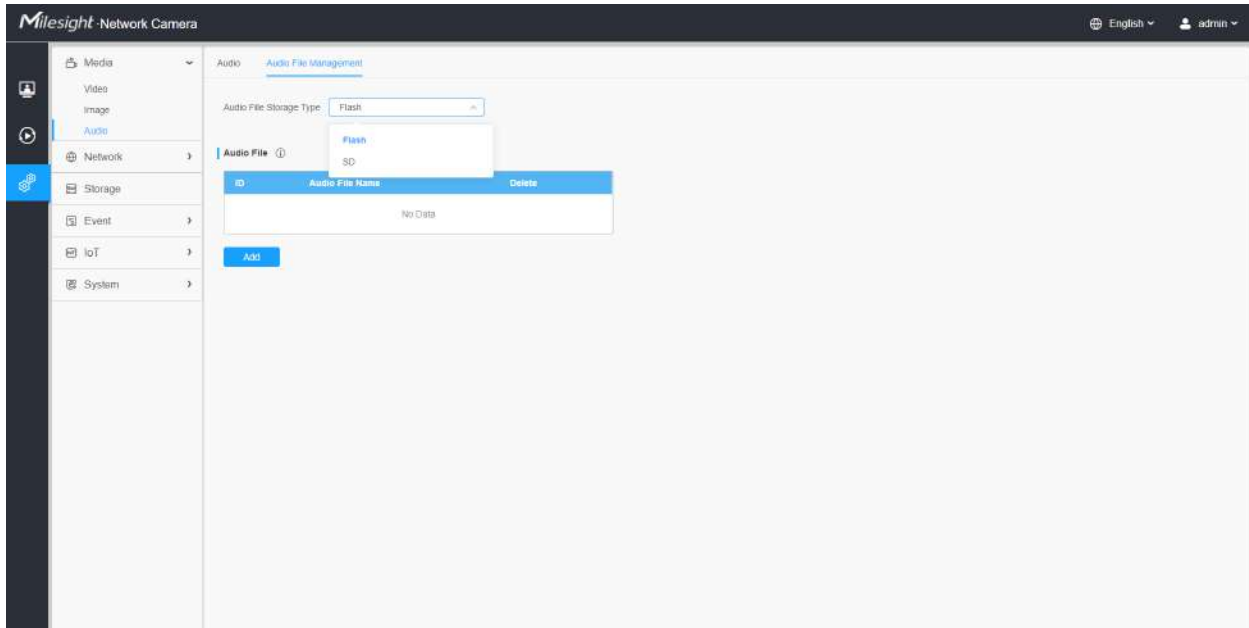 Milesight·Network Camera
English
admin
Media
Video
Image
Audio
Network
Storage
Event
IoT
System
Audio
Audio File Management
Audio File Storage Type
Flash
Flash
SD
Audio File
ID Audio File Name Delete
No Data
Add